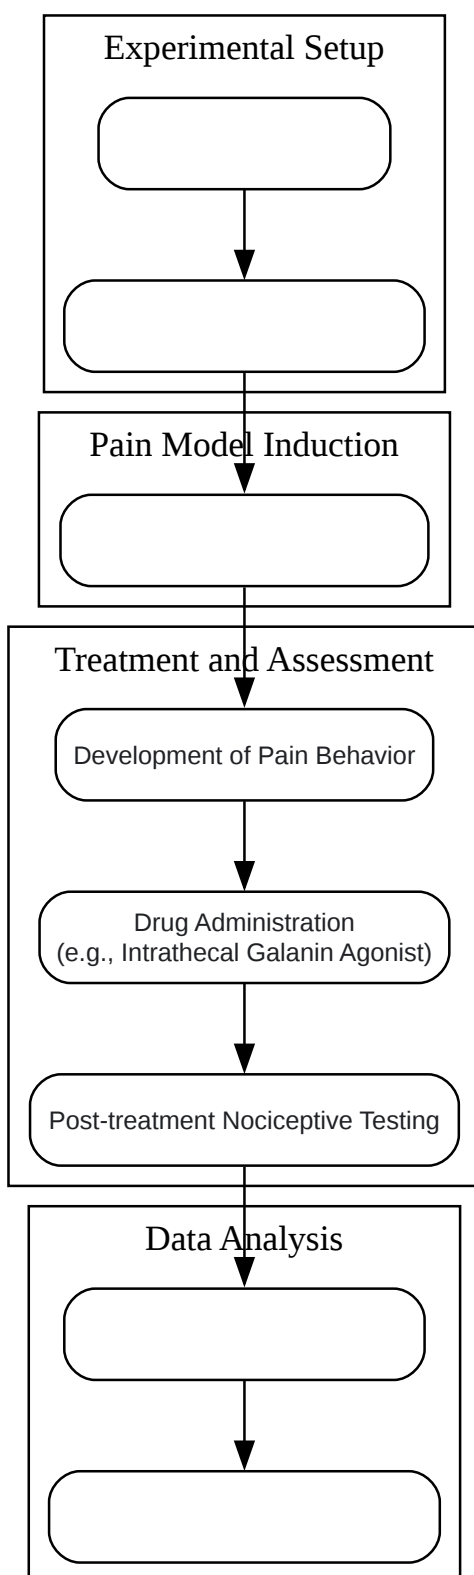 Experimental Setup
Pain Model Induction
Treatment and Assessment
Development of Pain Behavior
Drug Administration
(e.g., Intrathecal Galanin Agonist)
Post-treatment Nociceptive Testing
Data Analysis